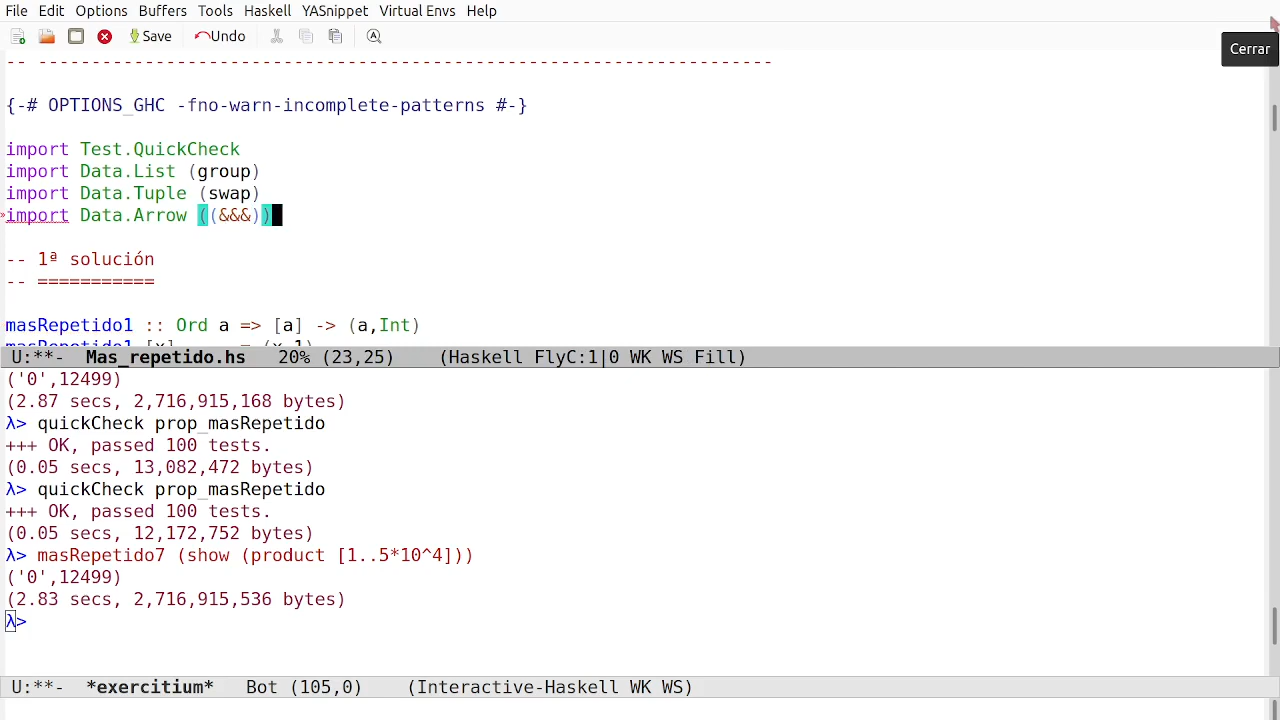 File Edit Options Buffers Tools Haskell YASnippet Virtual Envs Help
Save Undo
Cerrar
-- ---------------------------------------------------------------------
{-# OPTIONS_GHC -fno-warn-incomplete-patterns #-}
import Test.QuickCheck
import Data.List (group)
import Data.Tuple (swap)
import Data.Arrow ((&&&))
-- 1ª solución
-- ===========
masRepetido1 :: Ord a => [a] -> (a,Int)
masRepetido1 [x] = (x,1)
U:**- Mas_repetido.hs 20% (23,25) (Haskell FlyC:1|0 WK WS Fill)
('0',12499)
(2.87 secs, 2,716,915,168 bytes)
λ> quickCheck prop_masRepetido
+++ OK, passed 100 tests.
(0.05 secs, 13,082,472 bytes)
λ> quickCheck prop_masRepetido
+++ OK, passed 100 tests.
(0.05 secs, 12,172,752 bytes)
λ> masRepetido7 (show (product [1..5*10^4]))
('0',12499)
(2.83 secs, 2,716,915,536 bytes)
λ>
U:**- *exercitium* Bot (105,0) (Interactive-Haskell WK WS)